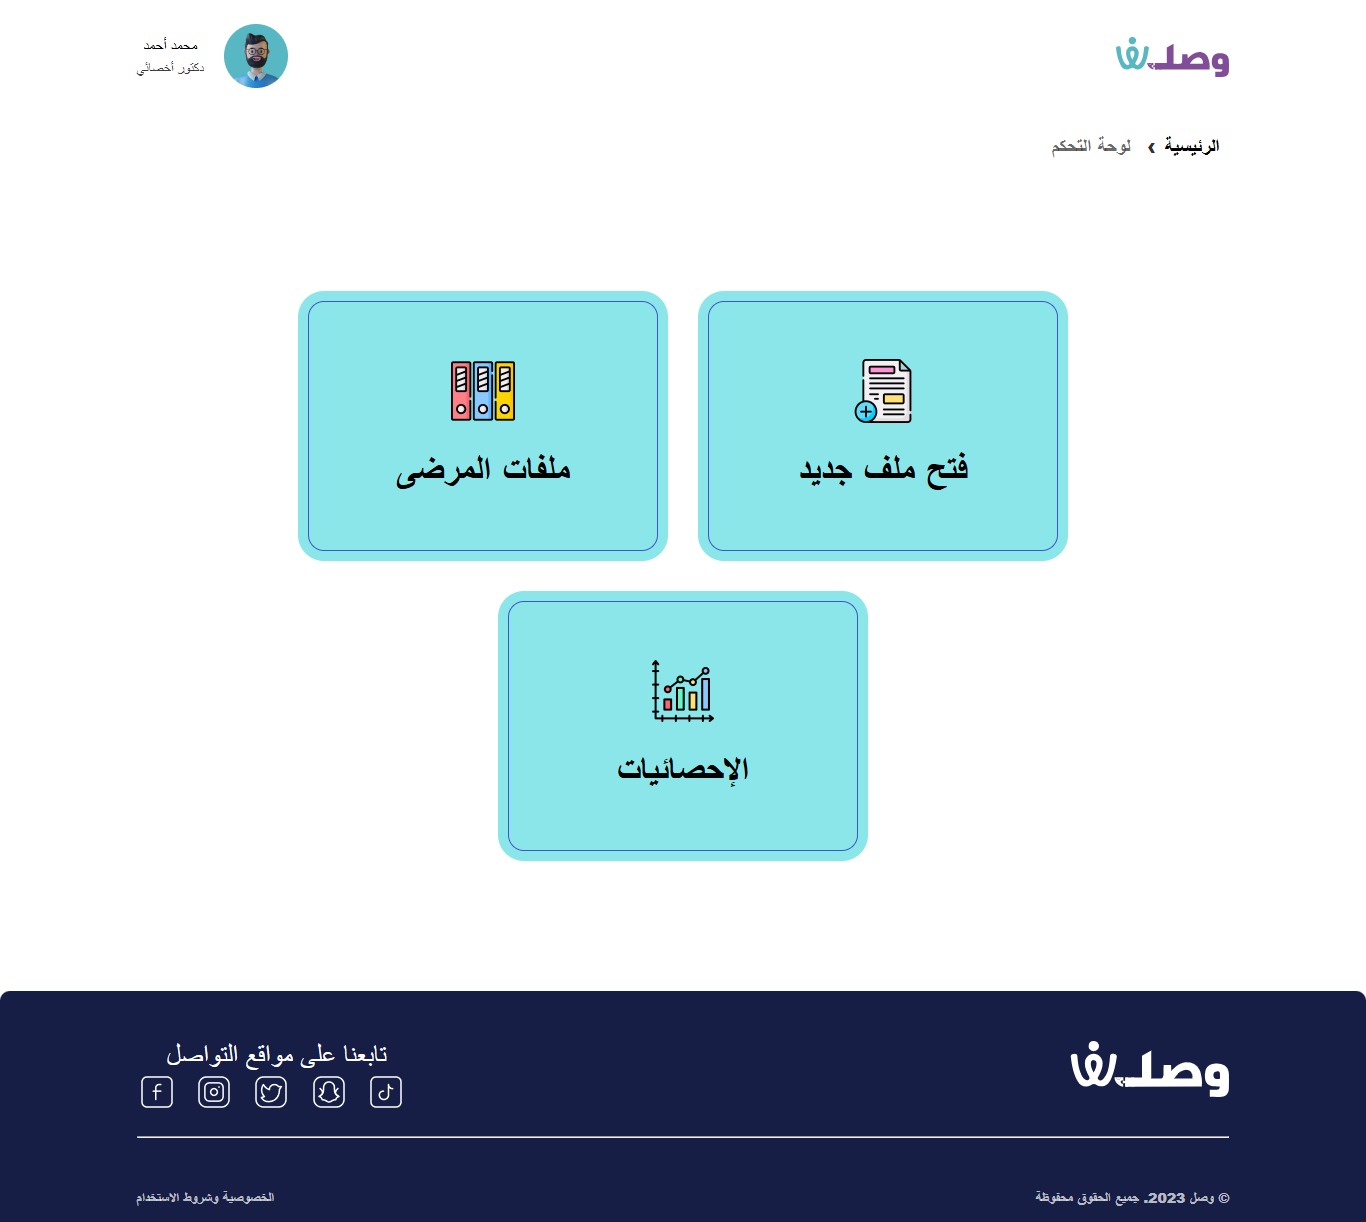 وصل
محمد أحمد
دكتور أخصائي
الرئيسية › لوحة التحكم
فتح ملف جديد
ملفات المرضى
الإحصائيات
وصل
تابعنا على مواقع التواصل
© وصل 2023. جميع الحقوق محفوظة
الخصوصية وشروط الاستخدام